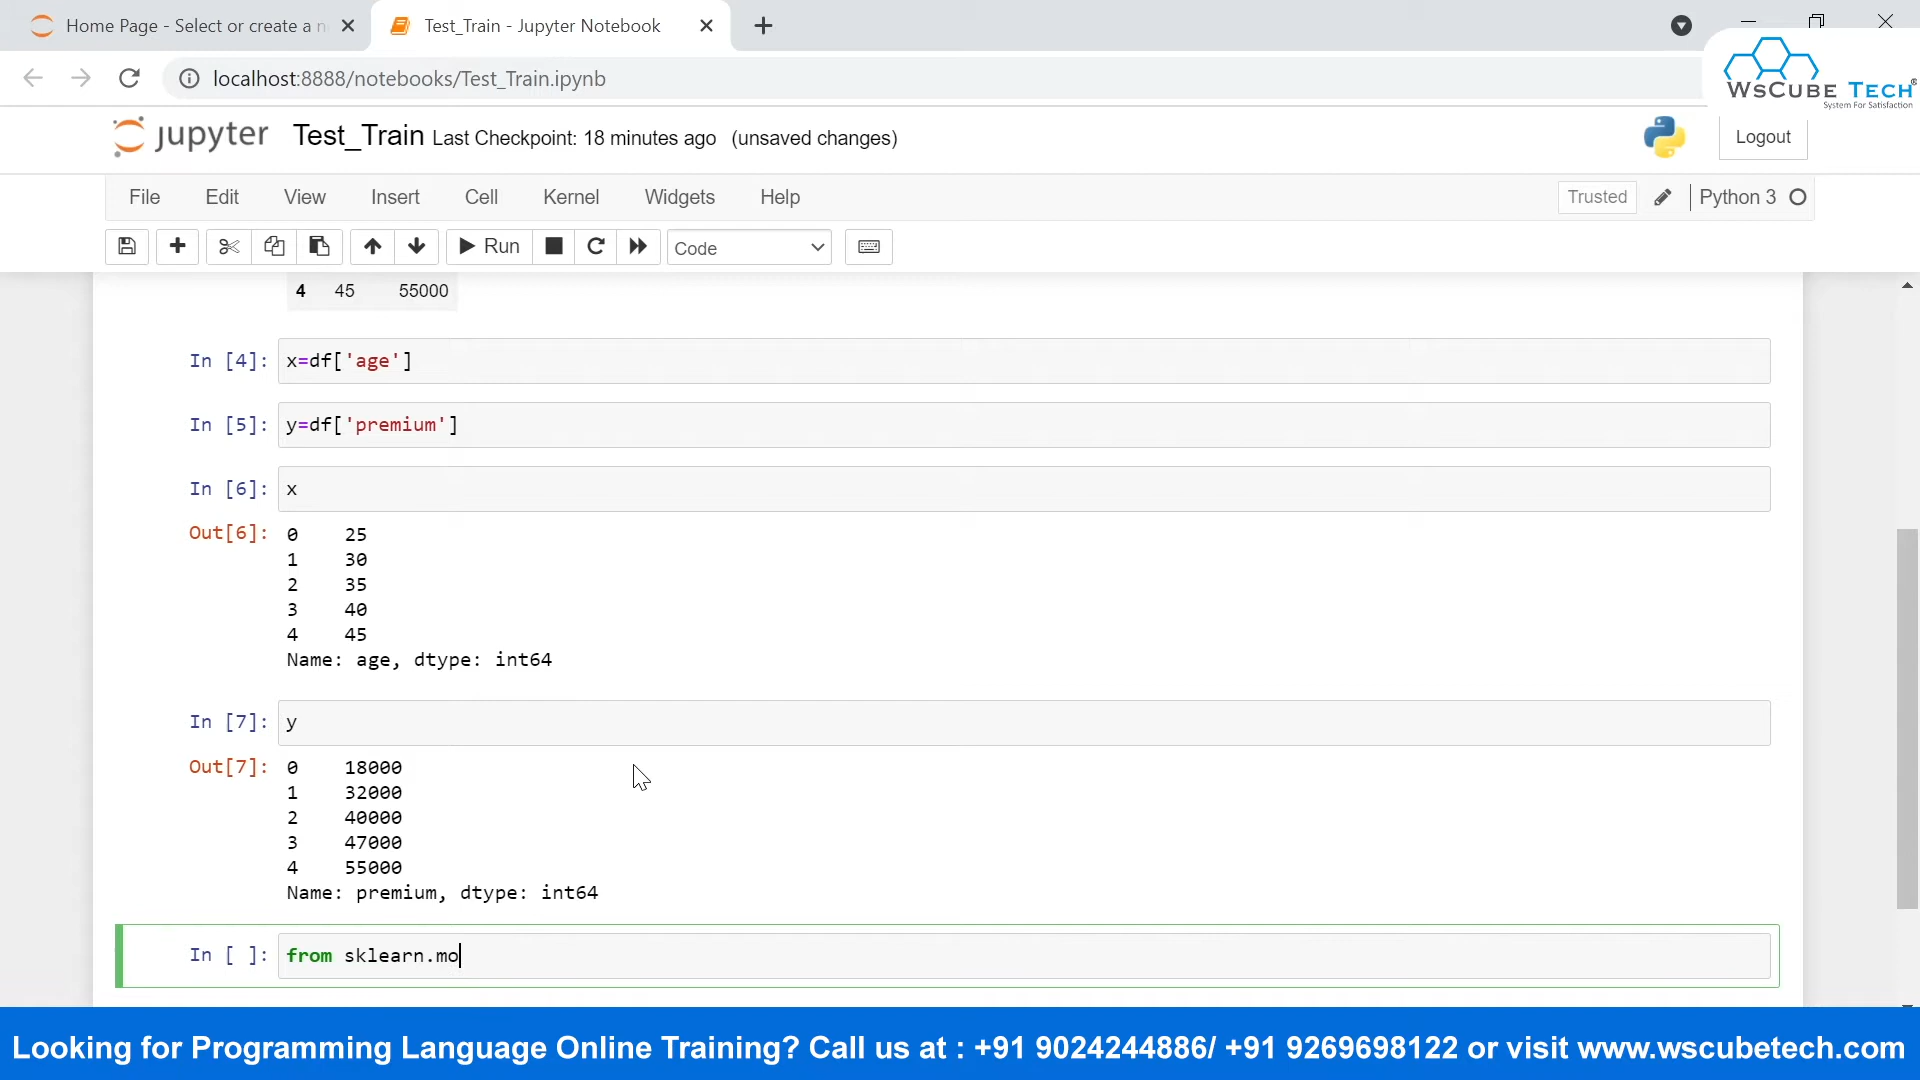 Home Page - Select or create a n
Test_Train - Jupyter Notebook
localhost:8888/notebooks/Test_Train.ipynb
WsCube Tech®
System For Satisfaction
jupyter Test_Train Last Checkpoint: 18 minutes ago (unsaved changes)
Logout
File Edit View Insert Cell Kernel Widgets Help
Trusted Python 3
Run
Code
4 45 55000
In [4]: x=df['age']
In [5]: y=df['premium']
In [6]: x
Out[6]: 0 25
1 30
2 35
3 40
4 45
Name: age, dtype: int64
In [7]: y
Out[7]: 0 18000
1 32000
2 40000
3 47000
4 55000
Name: premium, dtype: int64
In [ ]: from sklearn.mo
Looking for Programming Language Online Training? Call us at : +91 9024244886/ +91 9269698122 or visit www.wscubetech.com